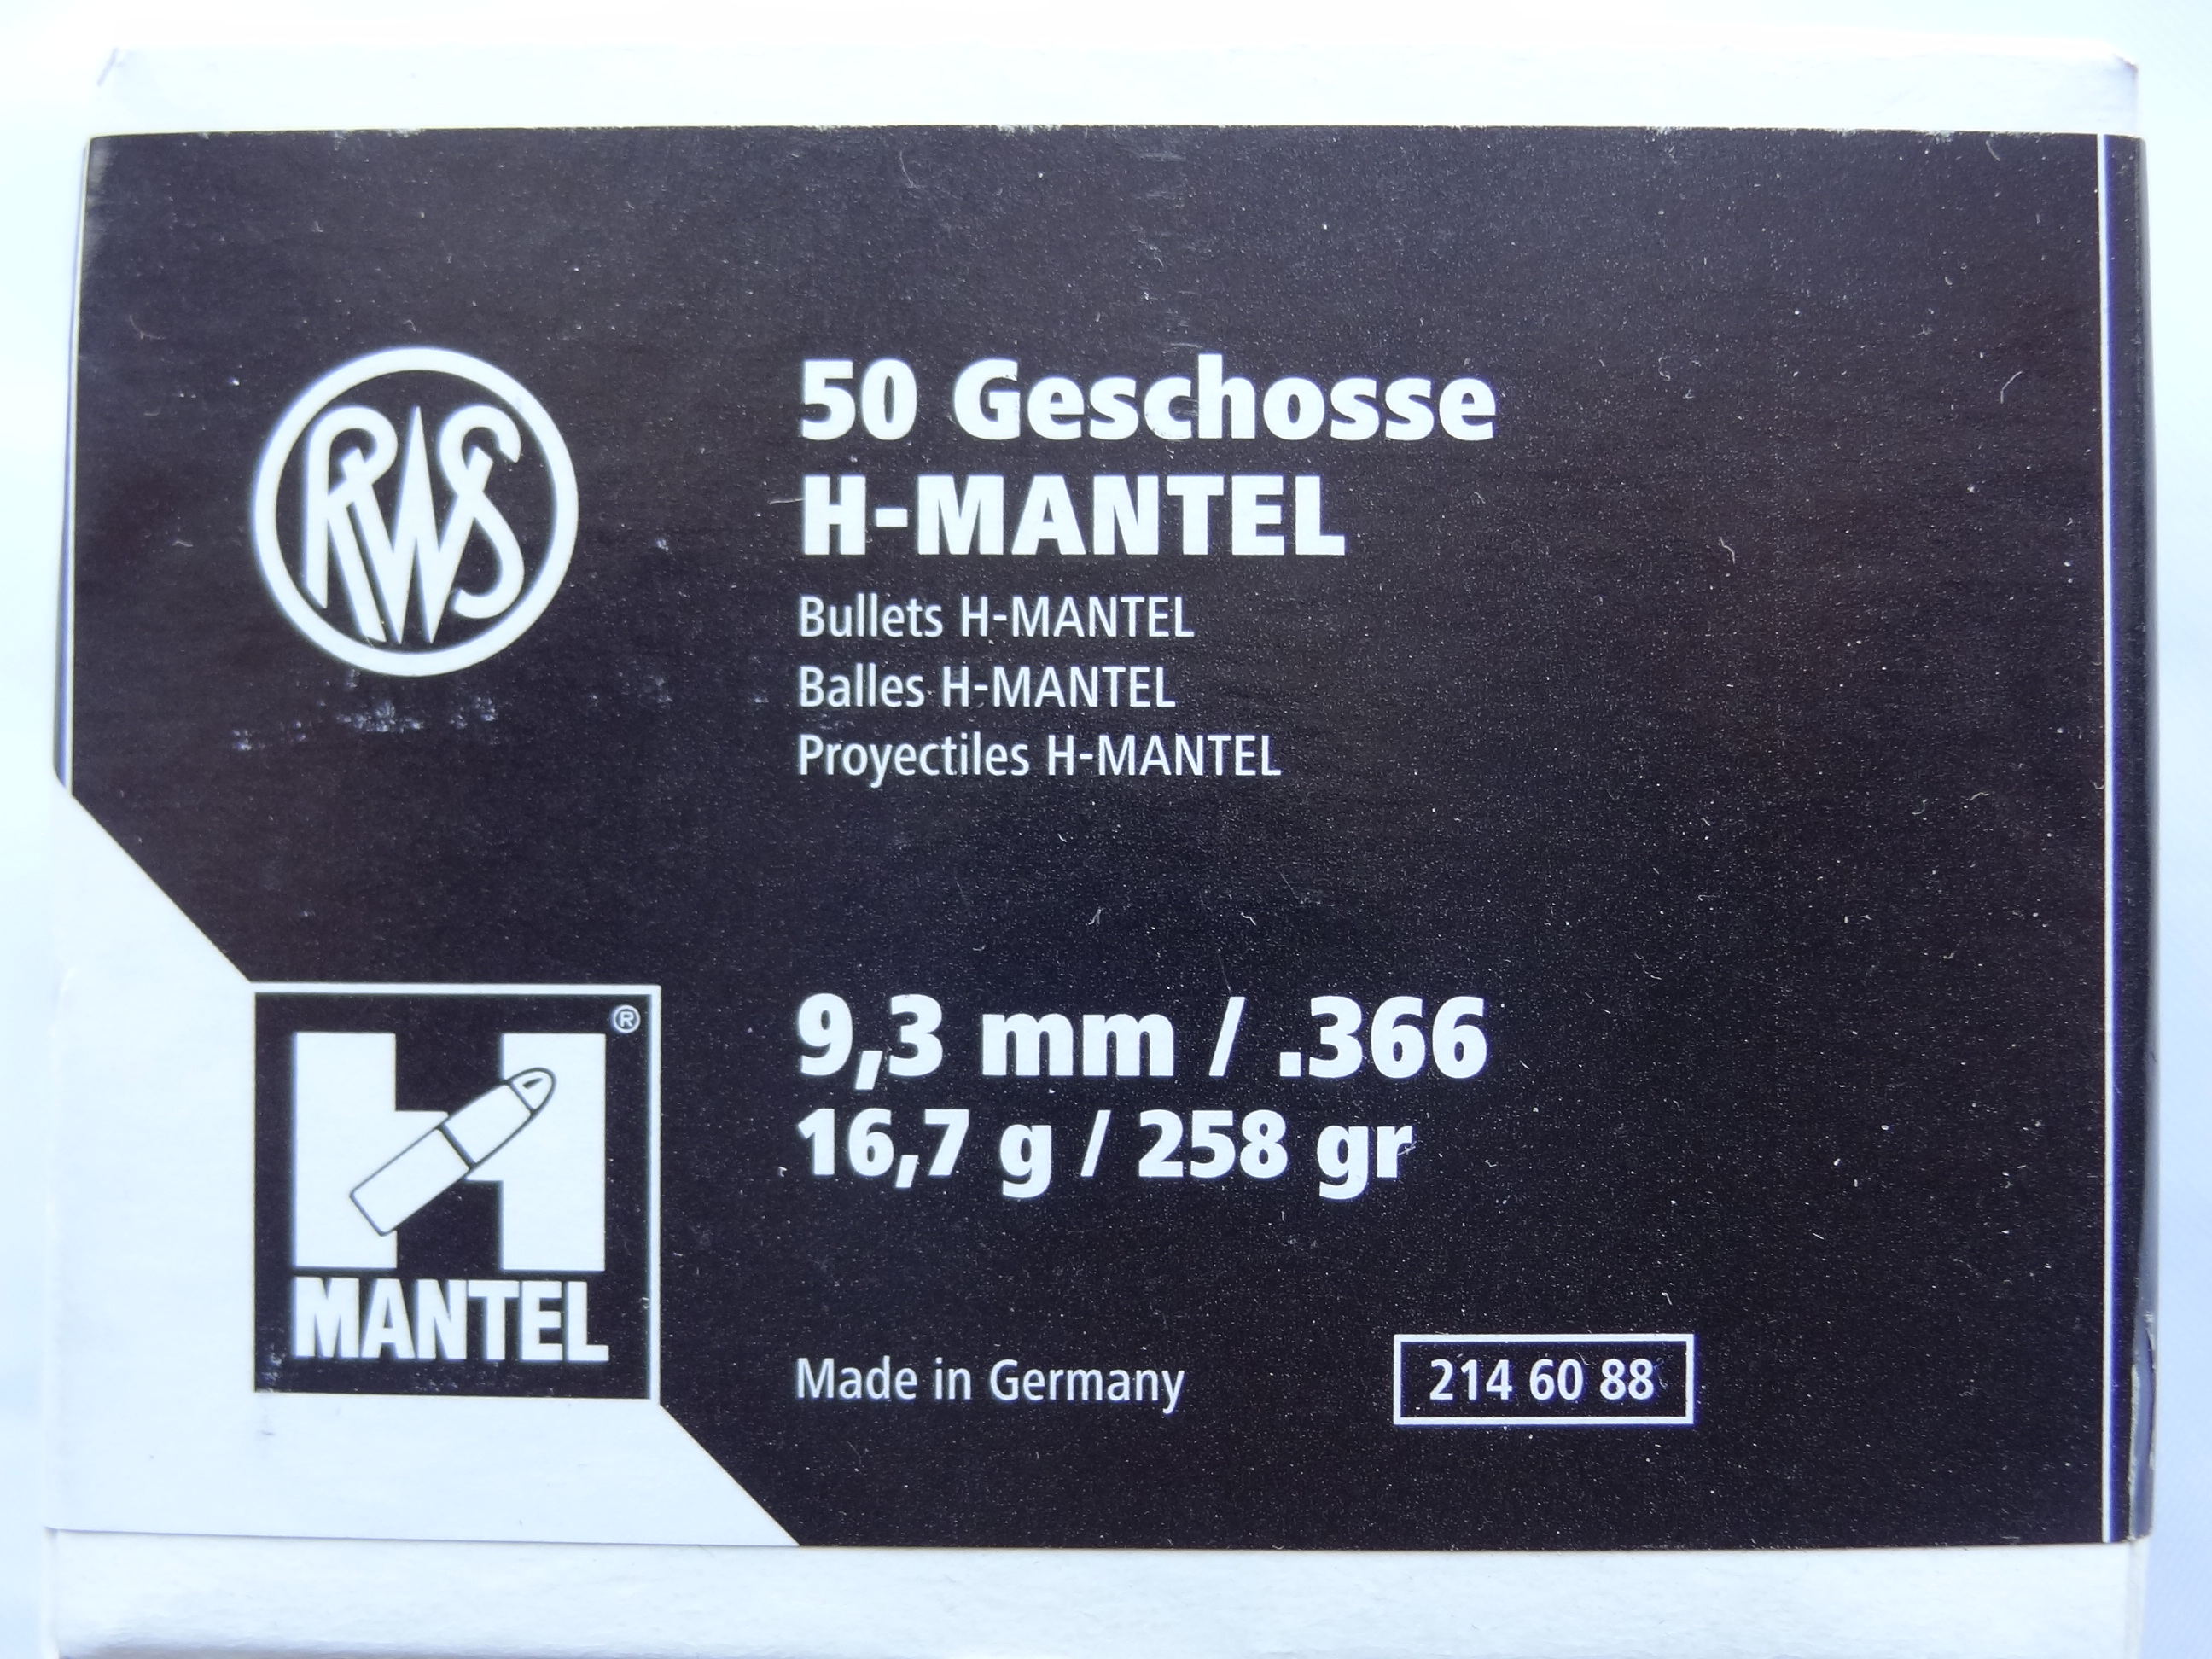 RWS
50 Geschosse
H-MANTEL
Bullets H-MANTEL
Balles H-MANTEL
Proyectiles H-MANTEL
H ®
MANTEL
9,3 mm / .366
16,7 g / 258 gr
Made in Germany
214 60 88